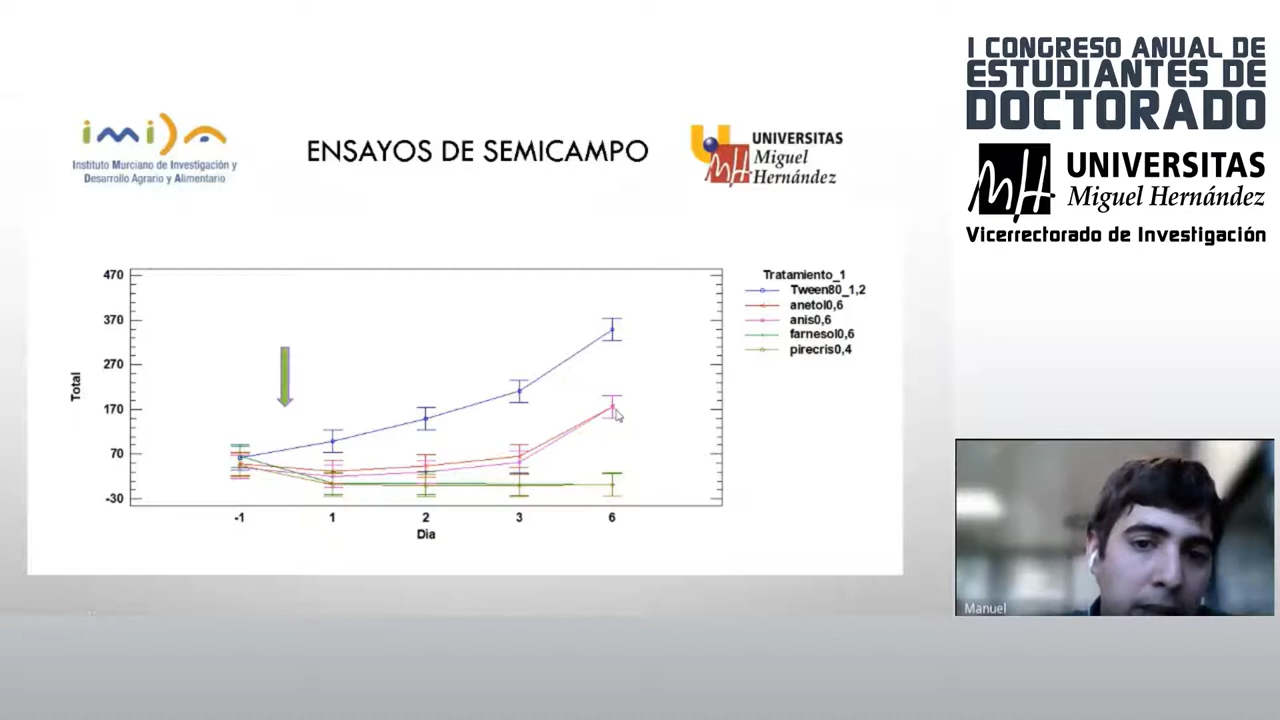 imida
Instituto Murciano de Investigación y
Desarrollo Agrario y Alimentario
ENSAYOS DE SEMICAMPO
UNIVERSITAS
Miguel
Hernández
I CONGRESO ANUAL DE
ESTUDIANTES DE
DOCTORADO
UNIVERSITAS
Miguel Hernández
Vicerrectorado de Investigación
Total
470
370
270
170
70
-30
-1 1 2 3 6
Dia
Tratamiento_1
Tween80_1,2
anetol0,6
anis0,6
farnesol0,6
pirecris0,4
Manuel